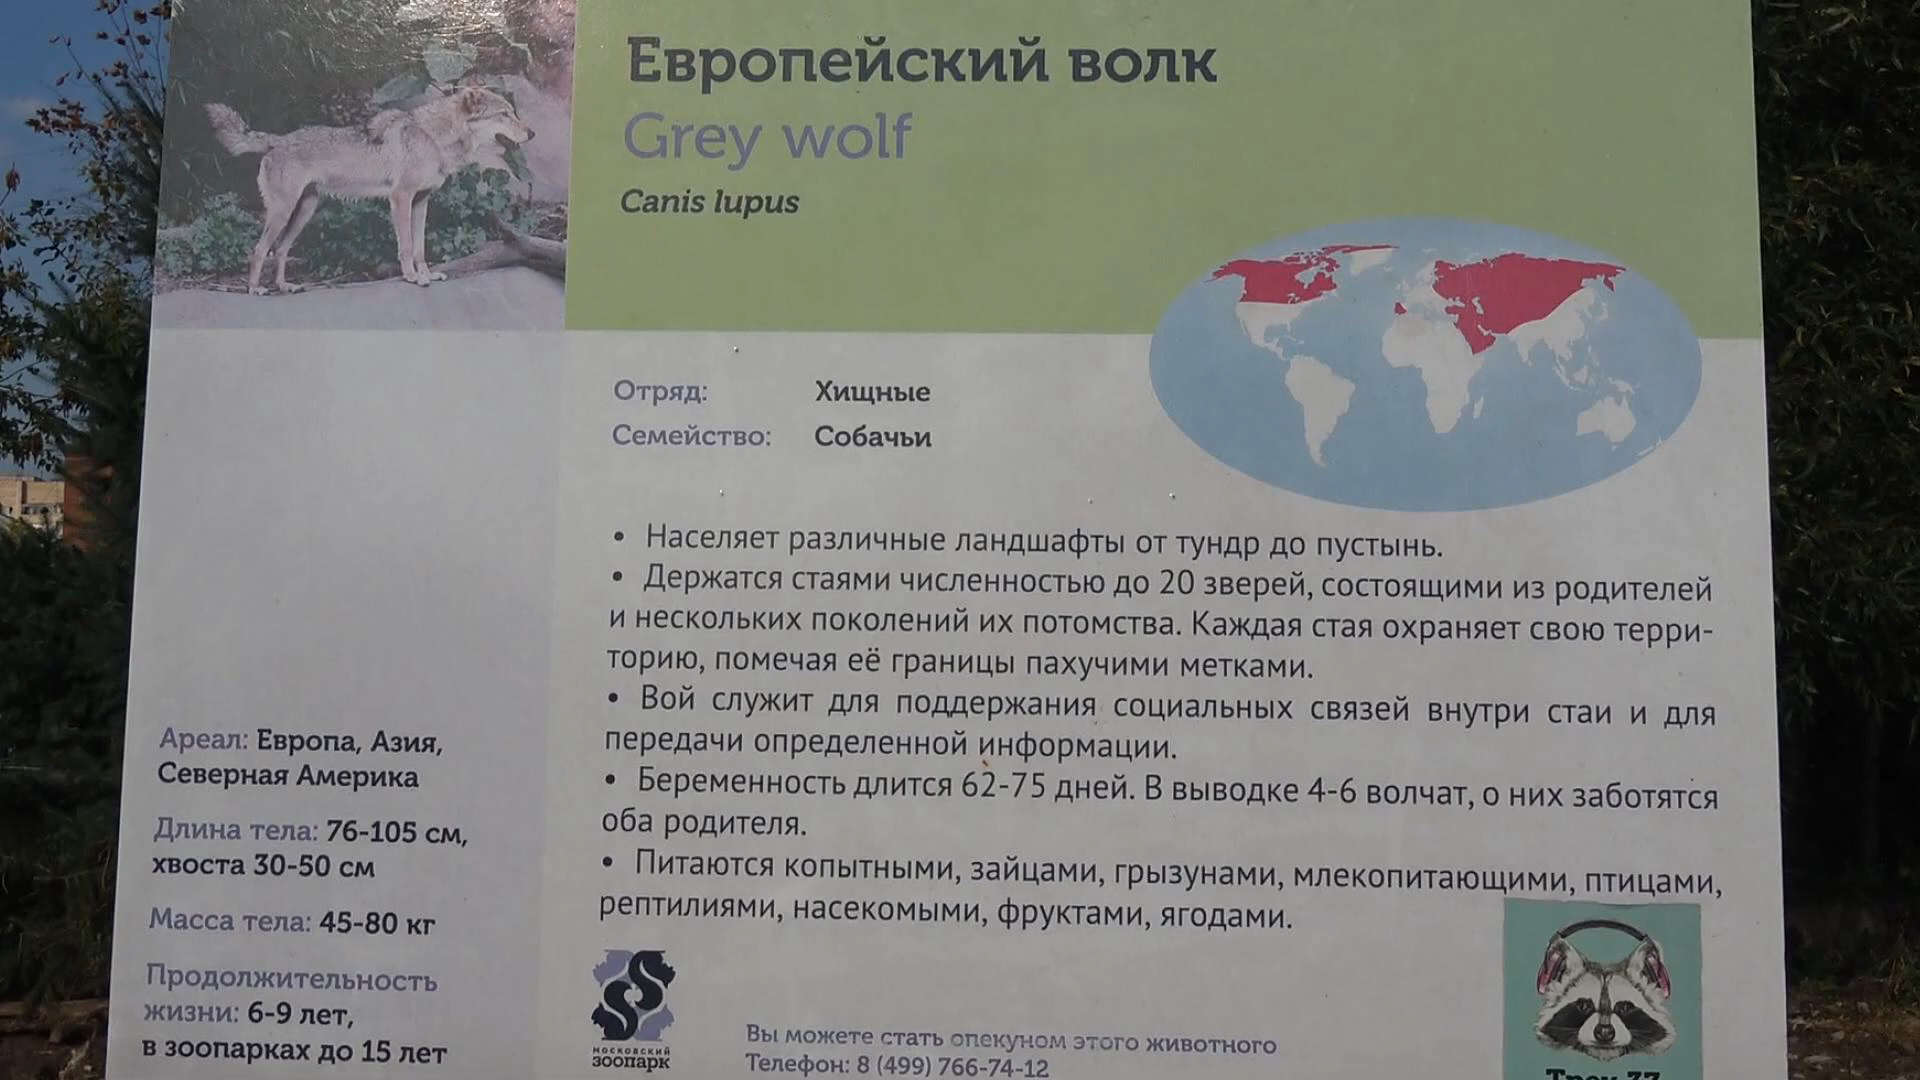 Европейский волк
Grey wolf
Canis lupus
Отряд: Хищные
Семейство: Собачьи
• Населяет различные ландшафты от тундр до пустынь.
• Держатся стаями численностью до 20 зверей, состоящими из родителей
и нескольких поколений их потомства. Каждая стая охраняет свою терри-
торию, помечая её границы пахучими метками.
• Вой служит для поддержания социальных связей внутри стаи и для
передачи определенной информации.
• Беременность длится 62-75 дней. В выводке 4-6 волчат, о них заботятся
оба родителя.
• Питаются копытными, зайцами, грызунами, млекопитающими, птицами,
рептилиями, насекомыми, фруктами, ягодами.
Ареал: Европа, Азия,
Северная Америка
Длина тела: 76-105 см,
хвоста 30-50 см
Масса тела: 45-80 кг
Продолжительность
жизни: 6-9 лет,
в зоопарках до 15 лет
МОСКОВСКИЙ
ЗООПАРК
Вы можете стать опекуном этого животного
Телефон: 8 (499) 766-74-12
Трек 37